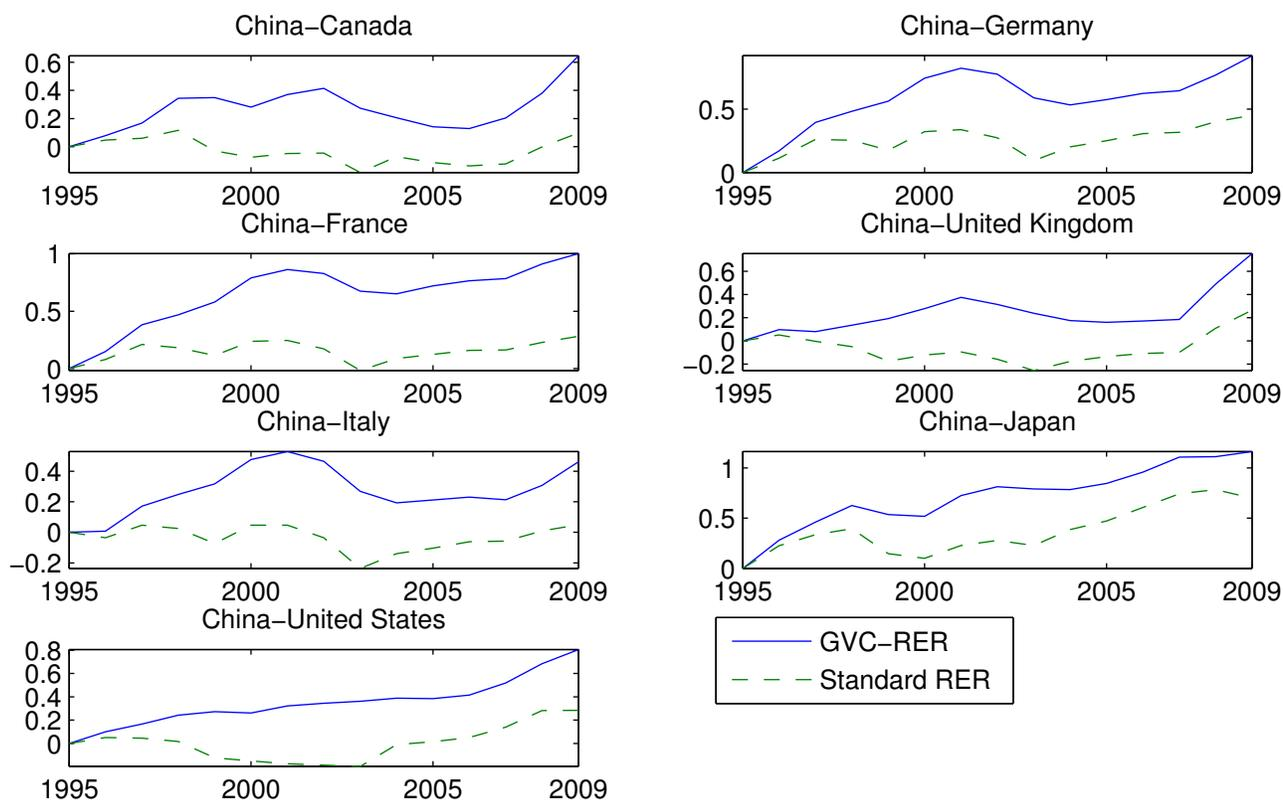 China−Canada
0.6
0.4
0.2
0
1995 2000 2005 2009
China−Germany
0.5
0
1995 2000 2005 2009
China−France
1
0.5
0
1995 2000 2005 2009
China−United Kingdom
0.6
0.4
0.2
0
−0.2
1995 2000 2005 2009
China−Italy
0.4
0.2
0
−0.2
1995 2000 2005 2009
China−Japan
1
0.5
0
1995 2000 2005 2009
China−United States
0.8
0.6
0.4
0.2
0
1995 2000 2005 2009
GVC−RER
Standard RER